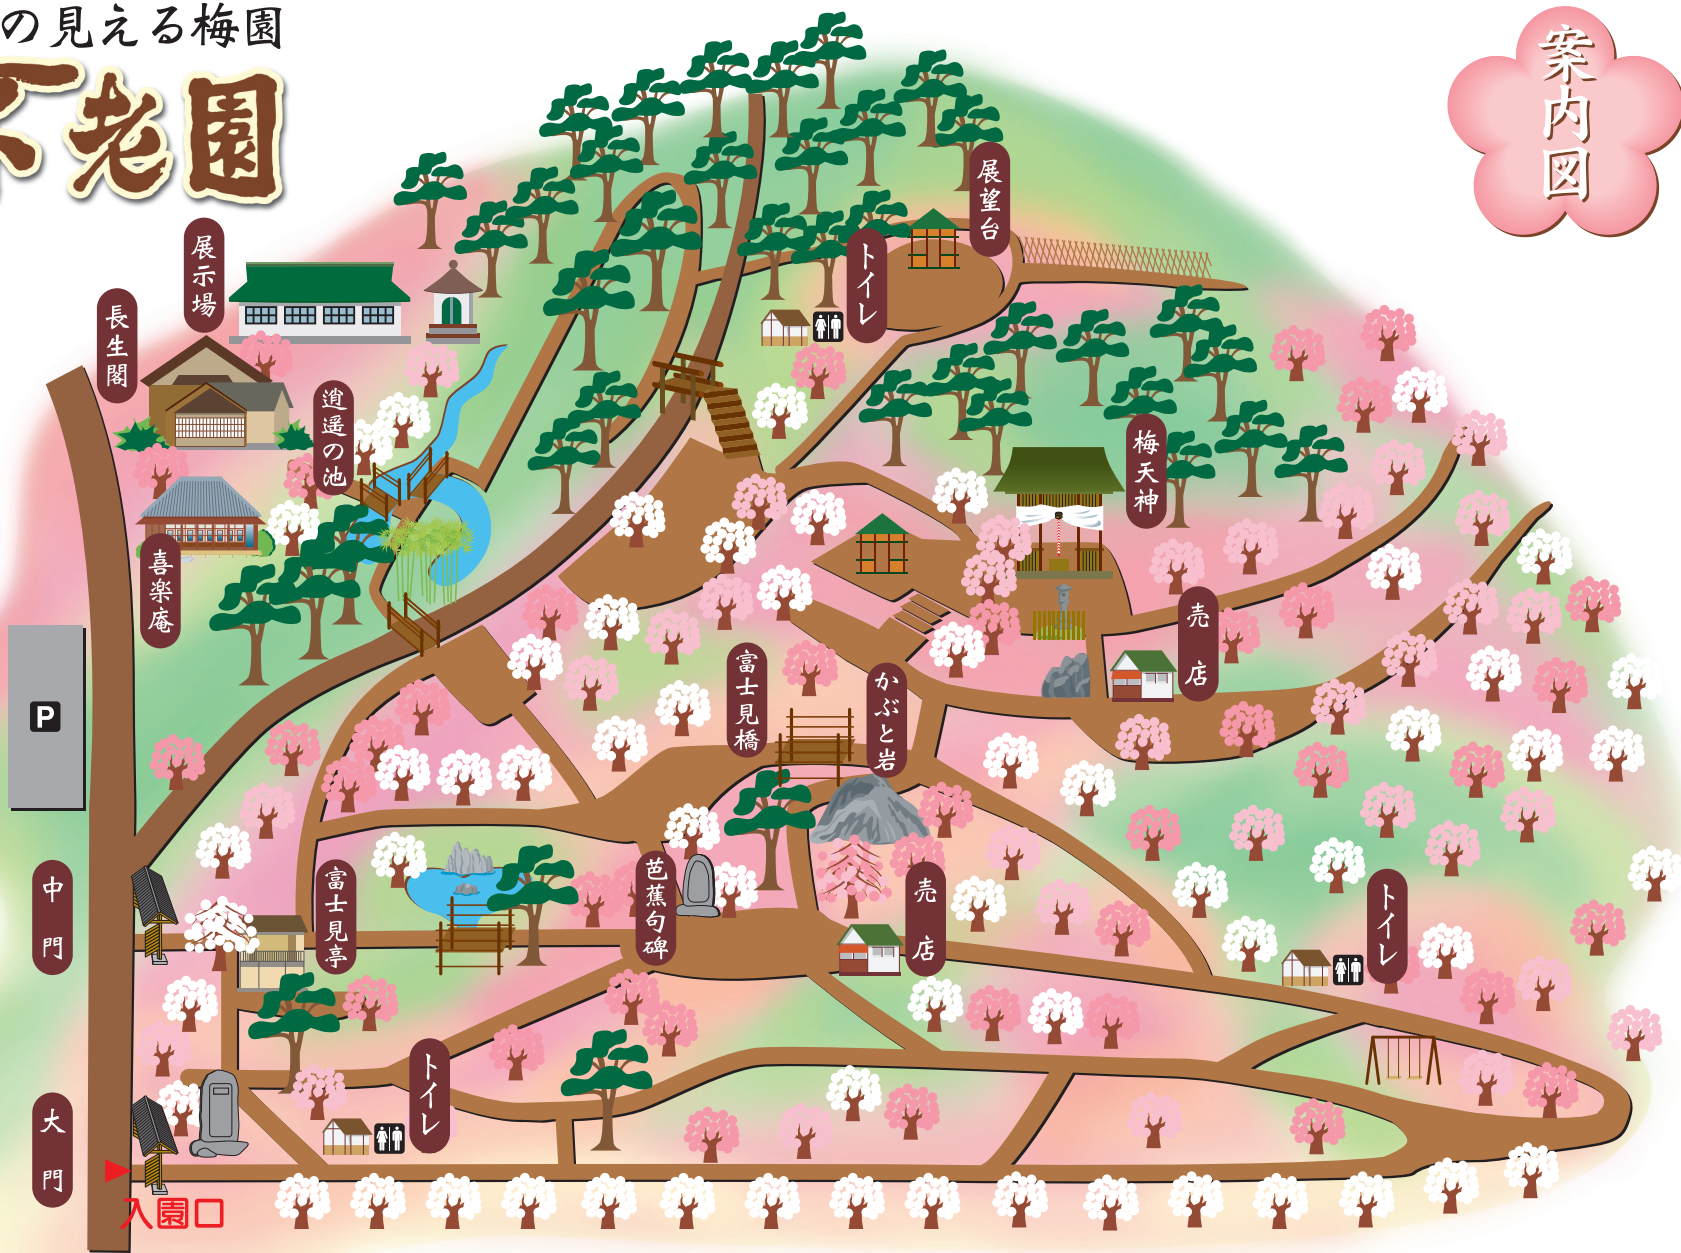 の見える梅園
不老園
案内図
展望台
トイレ
展示場
長生閣
逍遥の池
梅天神
喜楽庵
売店
富士見橋
かぶと岩
P
中門
富士見亭
芭蕉句碑
売店
トイレ
トイレ
大門
入園口